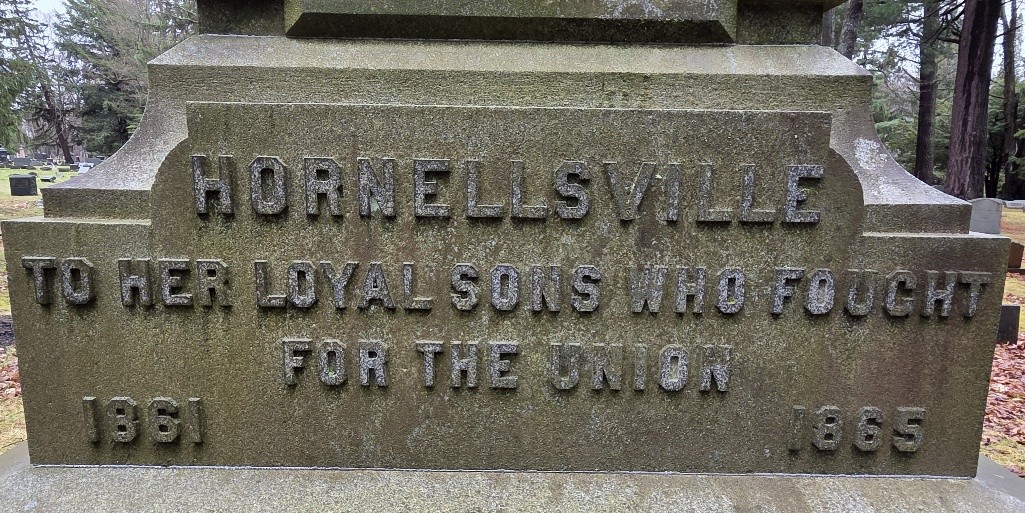 HORNELLSVILLE
TO HER LOYAL SONS WHO FOUGHT
FOR THE UNION
1861 1865